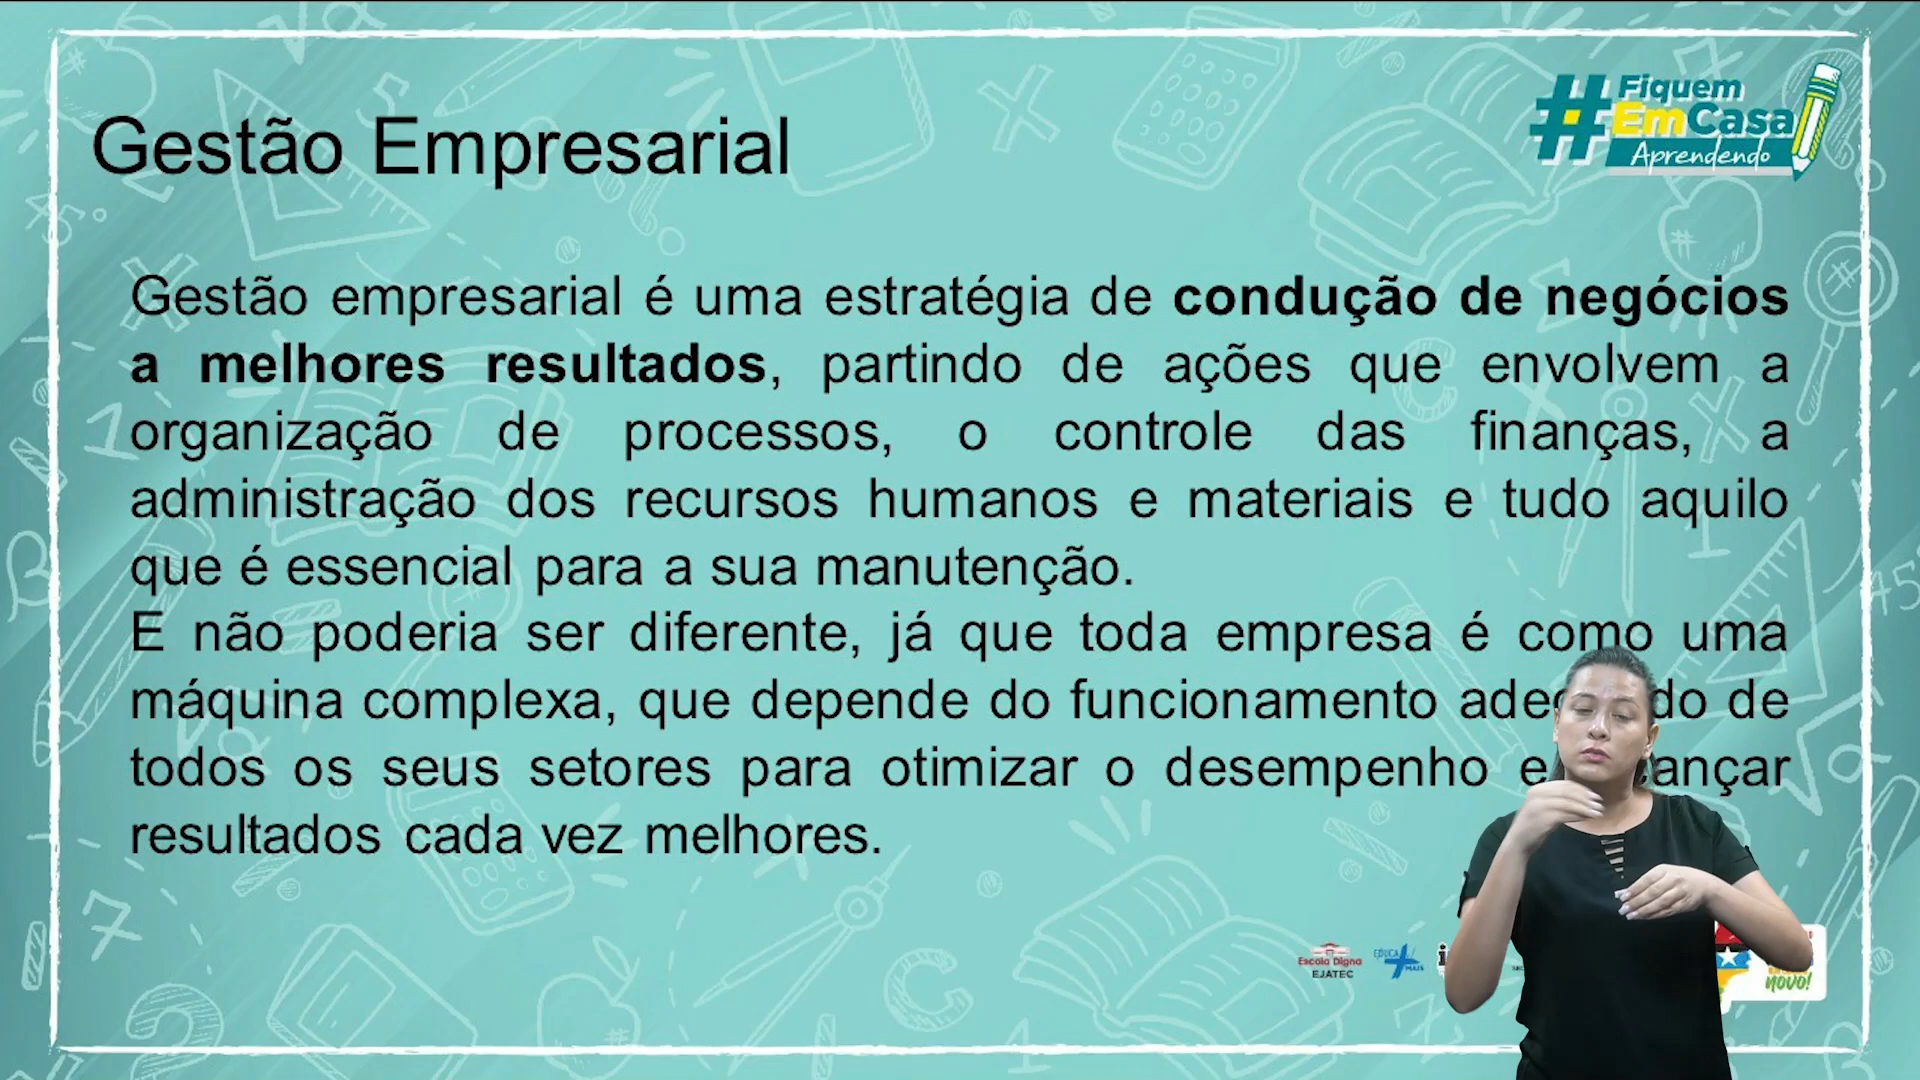 Gestão Empresarial
#Fiquem
EmCasa
Aprendendo
Gestão empresarial é uma estratégia de condução de negócios
a melhores resultados, partindo de ações que envolvem a
organização de processos, o controle das finanças, a
administração dos recursos humanos e materiais e tudo aquilo
que é essencial para a sua manutenção.
E não poderia ser diferente, já que toda empresa é como uma
máquina complexa, que depende do funcionamento de
todos os seus setores para otimizar o desempenho
resultados cada vez melhores.
Escola Digna
EJATEC
EDUCA
MAIS
novo!